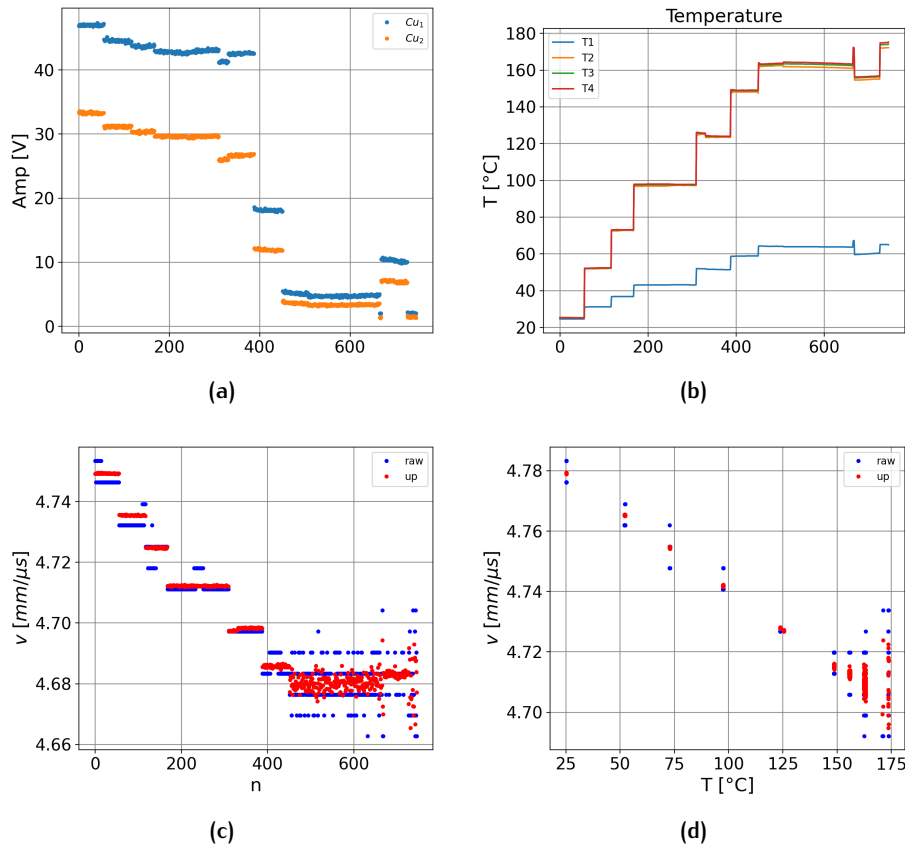 Temperature
Cu₁
Cu₂
Amp [V]
40
30
20
10
0
0 200 400 600
(a)
T1
T2
T3
T4
T [°C]
180
160
140
120
100
80
60
40
20
0 200 400 600
(b)
raw
up
v [mm/μs]
4.74
4.72
4.70
4.68
4.66
0 200 400 600
n
(c)
raw
up
v [mm/μs]
4.78
4.76
4.74
4.72
4.70
25 50 75 100 125 150 175
T [°C]
(d)